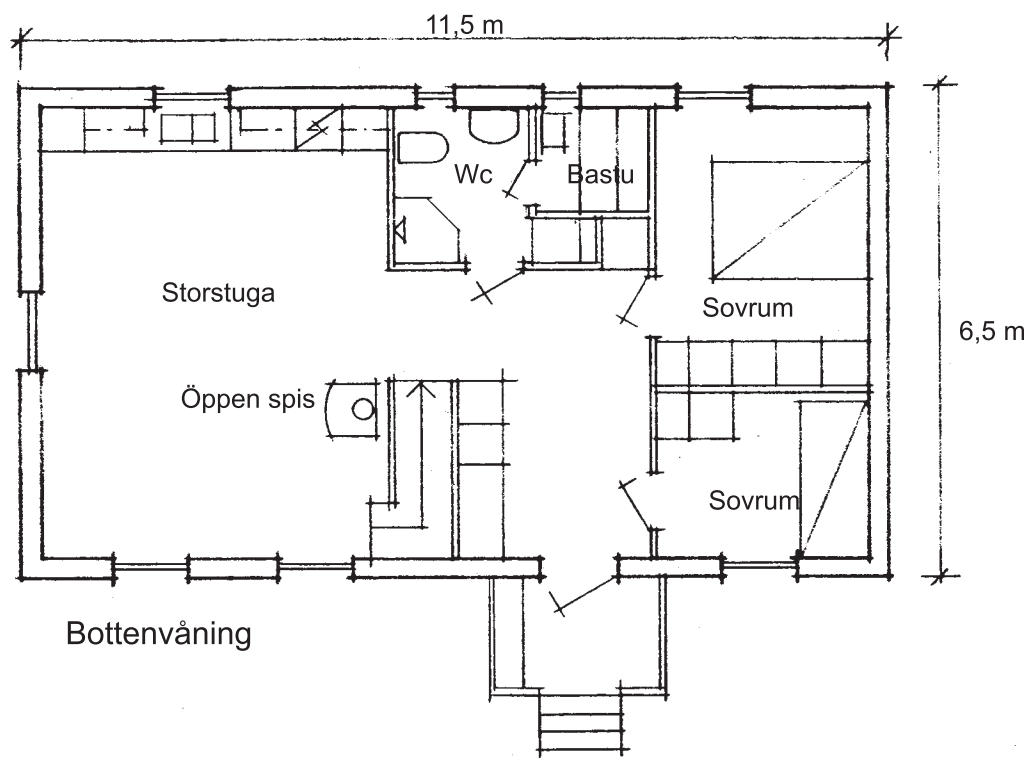 11,5 m
Wc
Bastu
Storstuga
Sovrum
6,5 m
Öppen spis
Sovrum
Bottenvåning